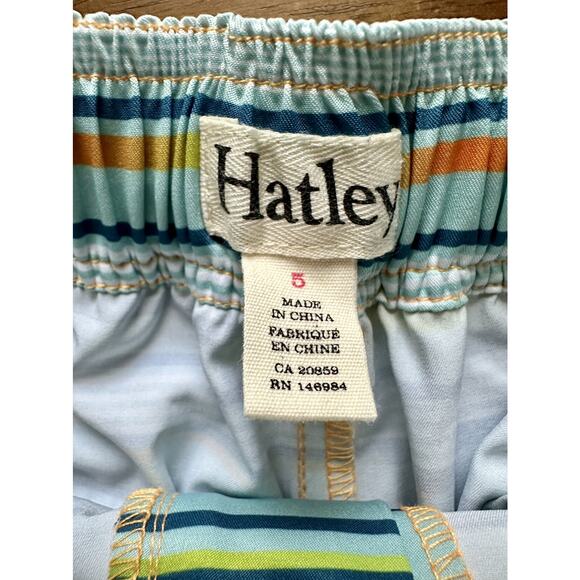 Hatley
5
MADE
IN CHINA
FABRIQUÉ
EN CHINE
CA 20859
RN 146984